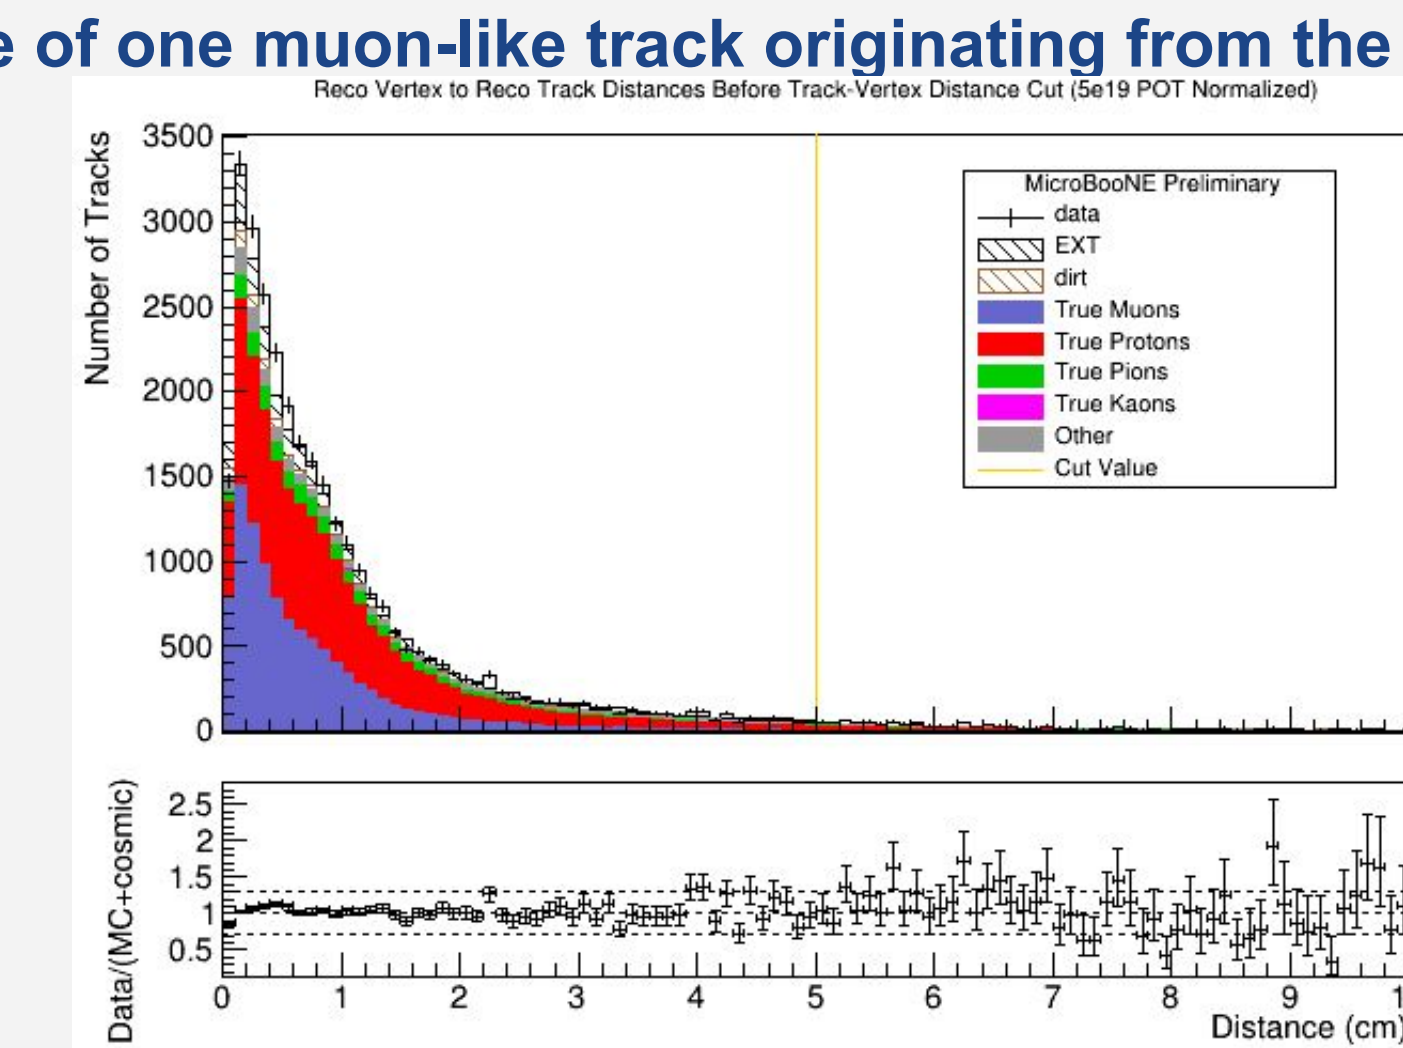 e of one muon-like track originating from the
Reco Vertex to Reco Track Distances Before Track-Vertex Distance Cut (5e19 POT Normalized)
Number of Tracks
3500
3000
2500
2000
1500
1000
500
0
MicroBooNE Preliminary
data
EXT
dirt
True Muons
True Protons
True Pions
True Kaons
Other
Cut Value
Data/(MC+cosmic)
2.5
2
1.5
1
0.5
0 1 2 3 4 5 6 7 8 9 1
Distance (cm)